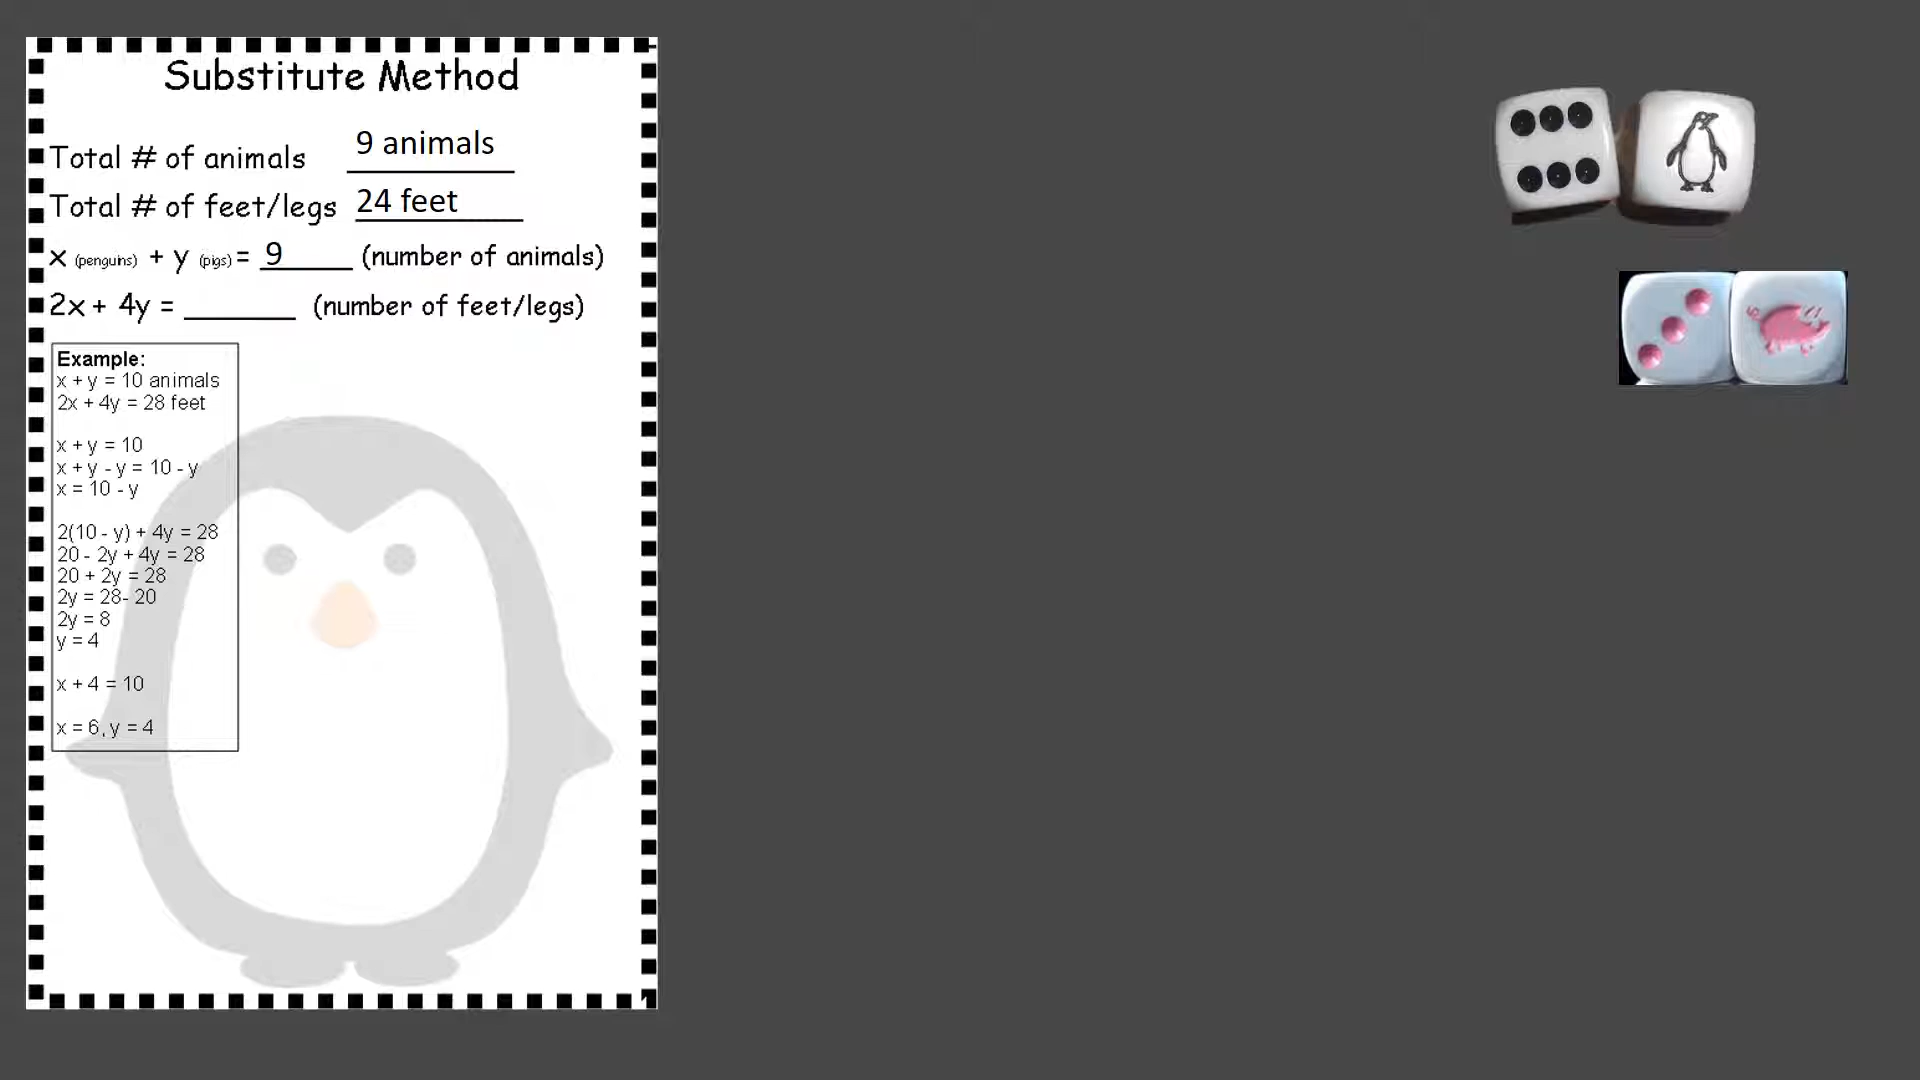 Substitute Method
Total # of animals 9 animals
Total # of feet/legs 24 feet
x (penguins) + y (pigs) = 9 (number of animals)
2x + 4y = ______ (number of feet/legs)
Example:
x + y = 10 animals
2x + 4y = 28 feet
x + y = 10
x + y - y = 10 - y
x = 10 - y
2(10 - y) + 4y = 28
20 - 2y + 4y = 28
20 + 2y = 28
2y = 28- 20
2y = 8
y = 4
x + 4 = 10
x = 6, y = 4